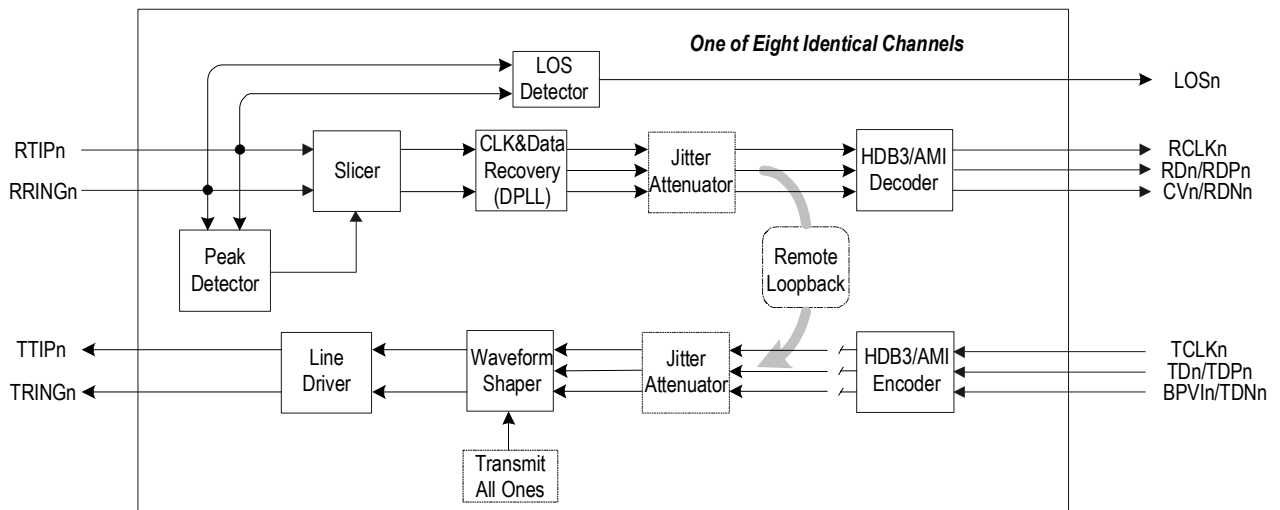 One of Eight Identical Channels
LOS
Detector
LOSn
RTIPn
RRINGn
Slicer
CLK&Data
Recovery
(DPLL)
Jitter
Attenuator
HDB3/AMI
Decoder
RCLKn
RDn/RDPn
CVn/RDNn
Peak
Detector
Remote
Loopback
TTIPn
TRINGn
Line
Driver
Waveform
Shaper
Jitter
Attenuator
HDB3/AMI
Encoder
TCLKn
TDn/TDPn
BPVIn/TDNn
Transmit
All Ones